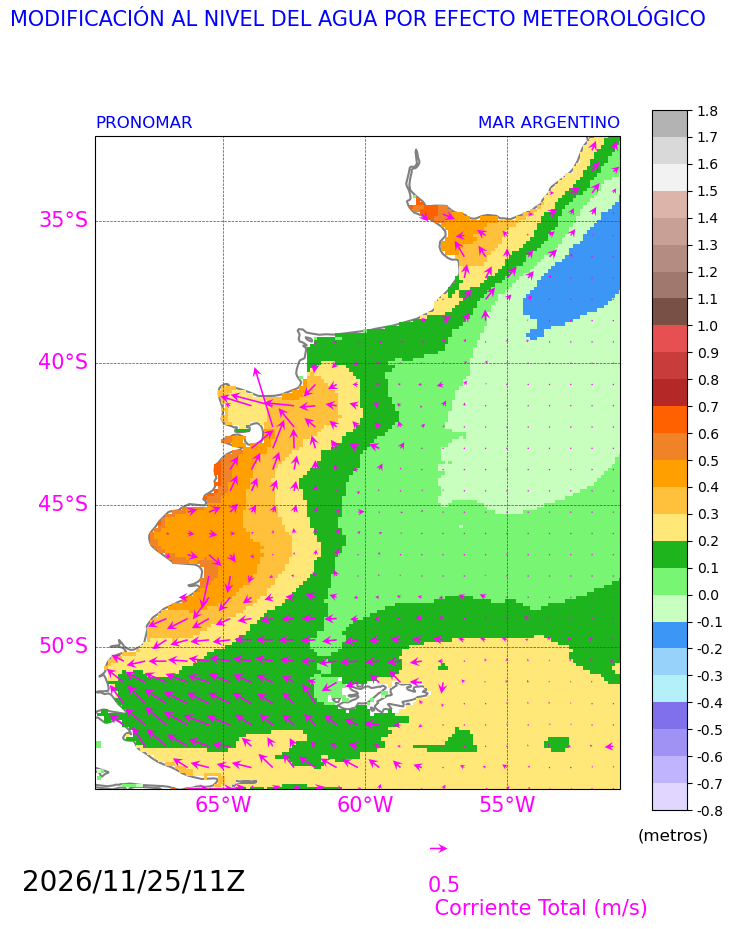 MODIFICACIÓN AL NIVEL DEL AGUA POR EFECTO METEOROLÓGICO
PRONOMAR
MAR ARGENTINO
35°S
40°S
45°S
50°S
65°W
60°W
55°W
1.8
1.7
1.6
1.5
1.4
1.3
1.2
1.1
1.0
0.9
0.8
0.7
0.6
0.5
0.4
0.3
0.2
0.1
0.0
-0.1
-0.2
-0.3
-0.4
-0.5
-0.6
-0.7
-0.8
(metros)
2026/11/25/11Z
0.5
Corriente Total (m/s)